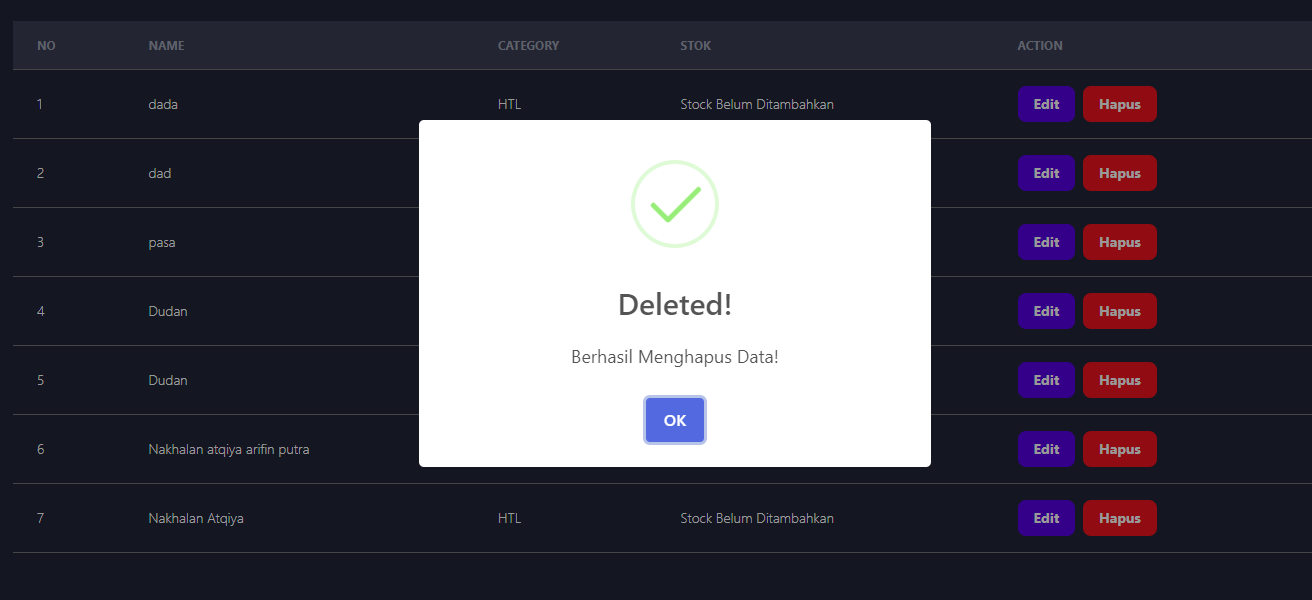 NO NAME CATEGORY STOK ACTION
1 dada HTL Stock Belum Ditambahkan Edit Hapus
2 dad Edit Hapus
3 pasa Edit Hapus
4 Dudan Edit Hapus
5 Dudan Edit Hapus
6 Nakhalan atqiya arifin putra Edit Hapus
7 Nakhalan Atqiya HTL Stock Belum Ditambahkan Edit Hapus
Deleted!
Berhasil Menghapus Data!
OK